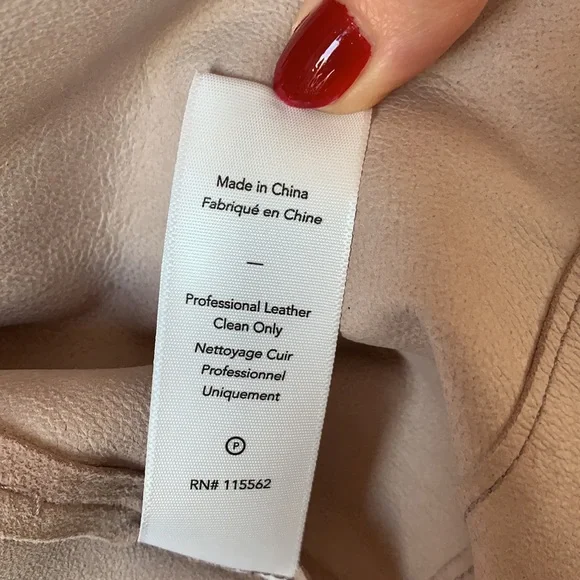 Made in China
Fabriqué en Chine
—
Professional Leather
Clean Only
Nettoyage Cuir
Professionnel
Uniquement
P
RN# 115562